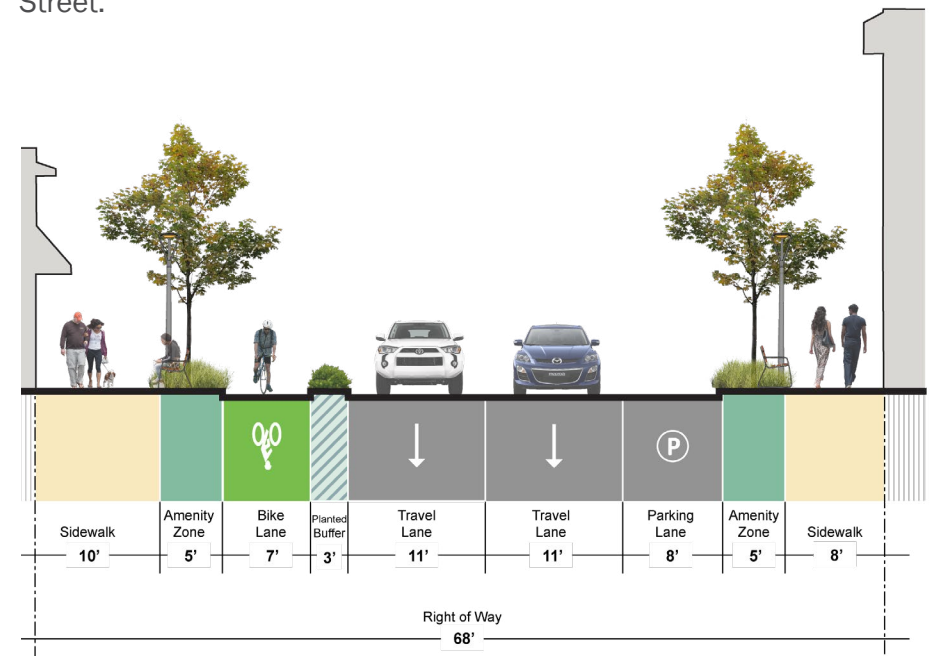 Street.
P
Sidewalk
10'
Amenity
Zone
5'
Bike
Lane
7'
Planted
Buffer
3'
Travel
Lane
11'
Travel
Lane
11'
Parking
Lane
8'
Amenity
Zone
5'
Sidewalk
8'
Right of Way
68'